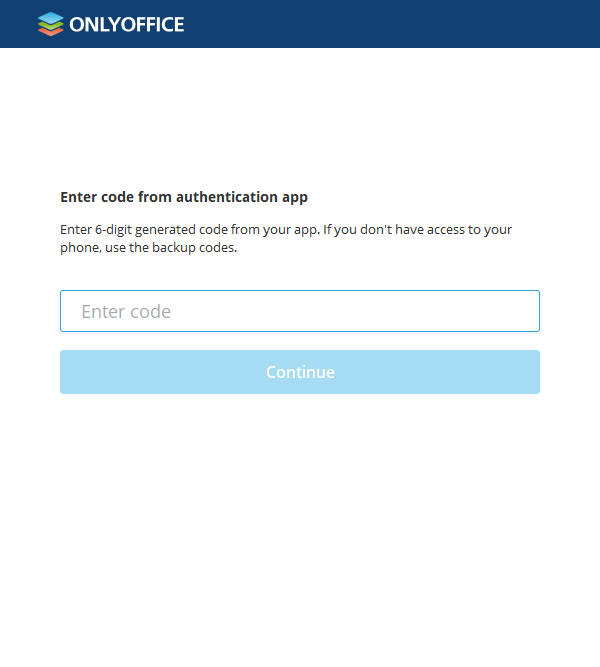 ONLYOFFICE
Enter code from authentication app
Enter 6-digit generated code from your app. If you don't have access to your
phone, use the backup codes.
Enter code
Continue